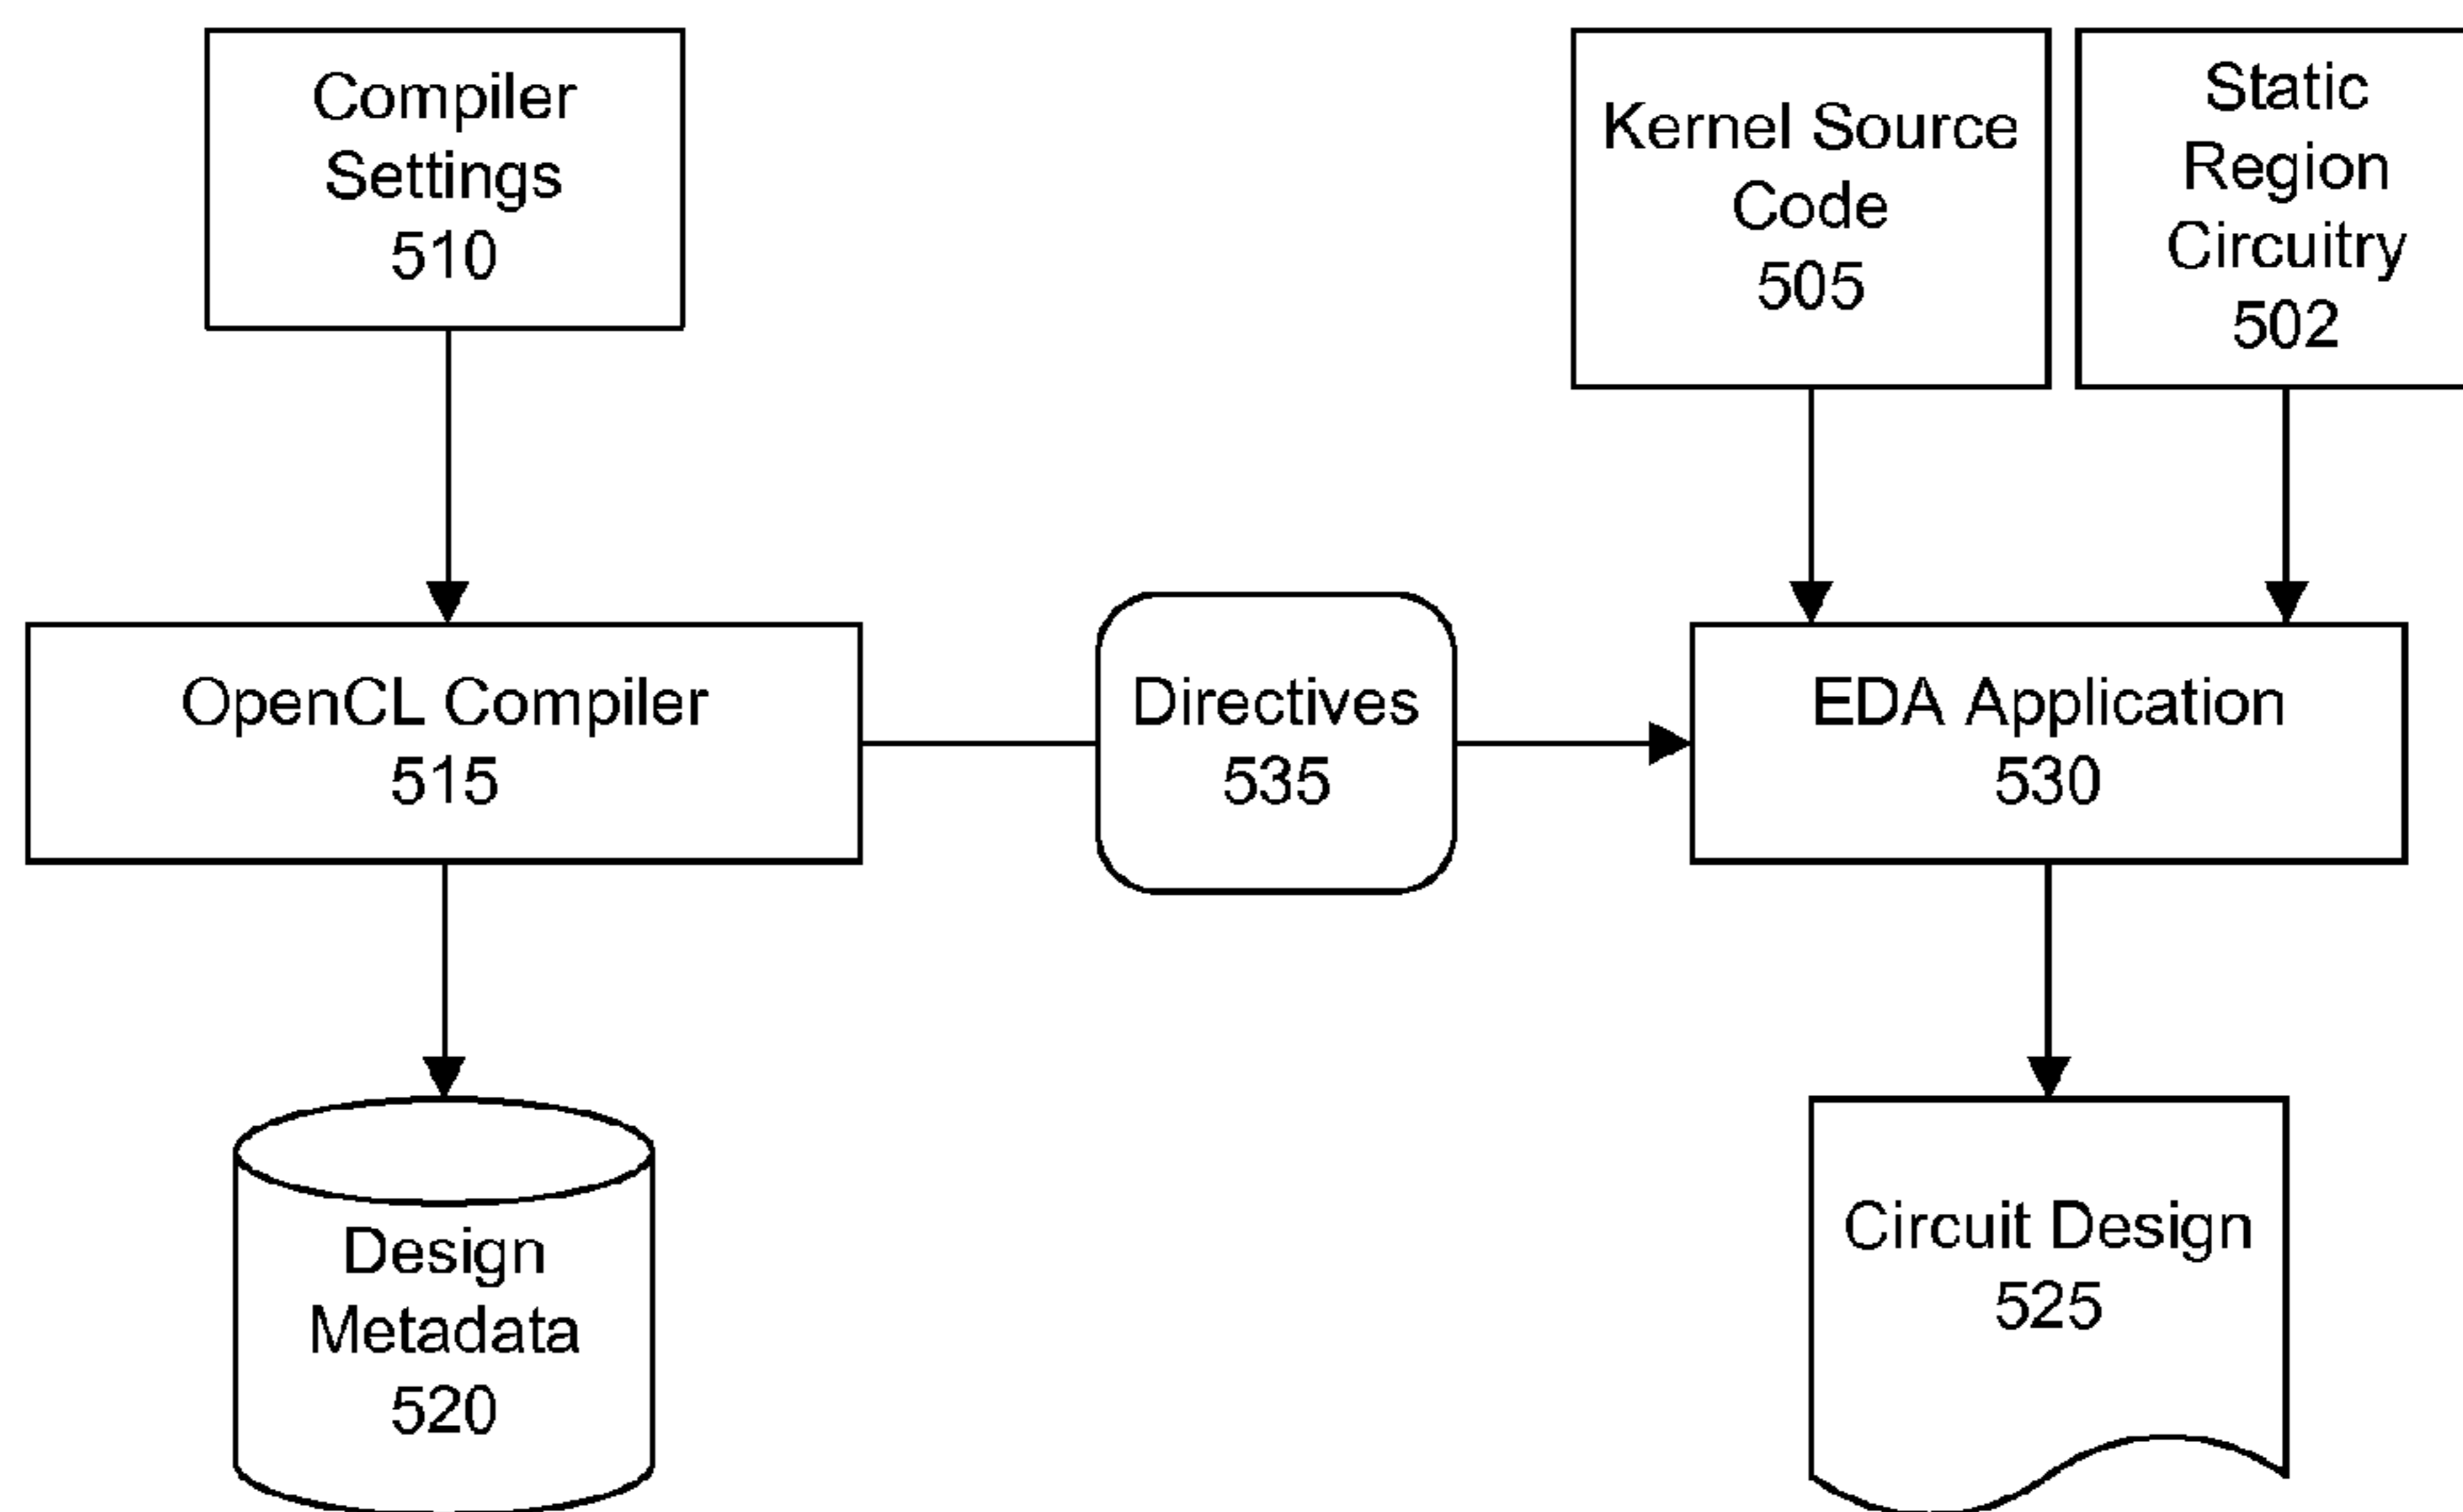 Compiler
Settings
510
Kernel Source
Code
505
Static
Region
Circuitry
502
OpenCL Compiler
515
Directives
535
EDA Application
530
Design
Metadata
520
Circuit Design
525